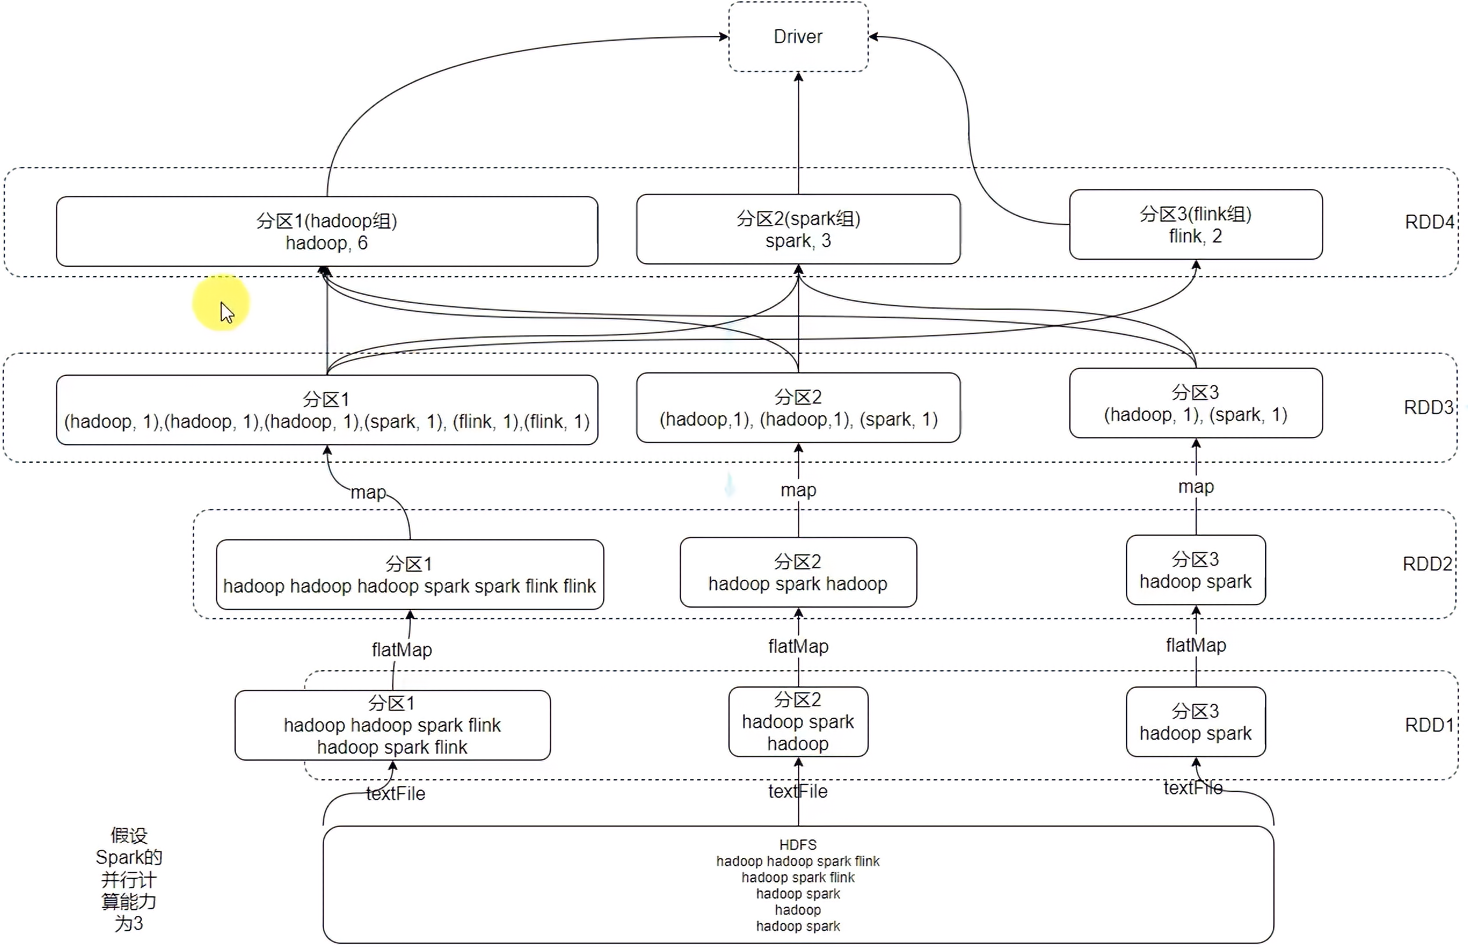 Driver
分区1(hadoop组)
hadoop, 6
分区2(spark组)
spark, 3
分区3(flink组)
flink, 2
RDD4
分区1
(hadoop, 1),(hadoop, 1),(hadoop, 1),(spark, 1), (flink, 1),(flink, 1)
分区2
(hadoop,1), (hadoop,1), (spark, 1)
分区3
(hadoop, 1), (spark, 1)
RDD3
map
map
map
分区1
hadoop hadoop hadoop spark spark flink flink
分区2
hadoop spark hadoop
分区3
hadoop spark
RDD2
flatMap
flatMap
flatMap
分区1
hadoop hadoop spark flink
hadoop spark flink
分区2
hadoop spark
hadoop
分区3
hadoop spark
RDD1
textFile
textFile
textFile
假设
Spark的
并行计
算能力
为3
HDFS
hadoop hadoop spark flink
hadoop spark flink
hadoop spark
hadoop
hadoop spark